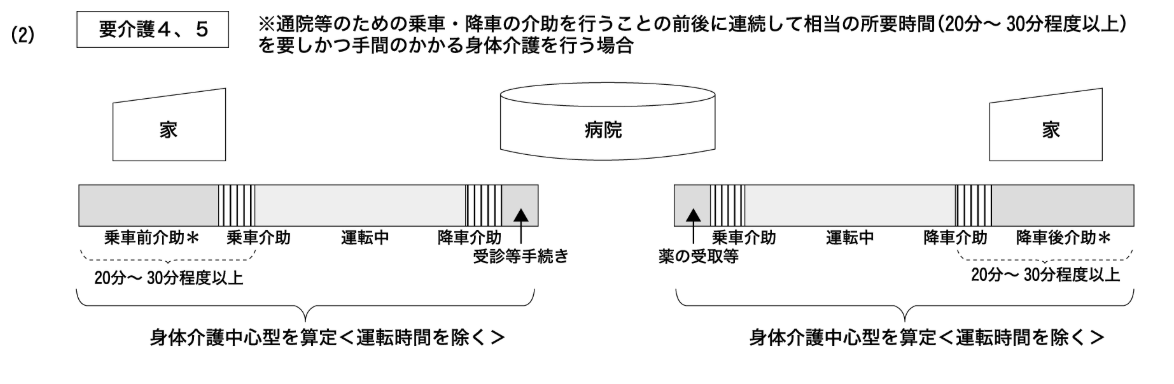 (2)
要介護4、5
※通院等のための乗車・降車の介助を行うことの前後に連続して相当の所要時間(20分～30分程度以上)
を要しかつ手間のかかる身体介護を行う場合
家
病院
家
乗車前介助＊ 乗車介助 運転中 降車介助
受診等手続き
20分～30分程度以上
身体介護中心型を算定＜運転時間を除く＞
乗車介助 運転中 降車介助 降車後介助＊
薬の受取等
20分～30分程度以上
身体介護中心型を算定＜運転時間を除く＞